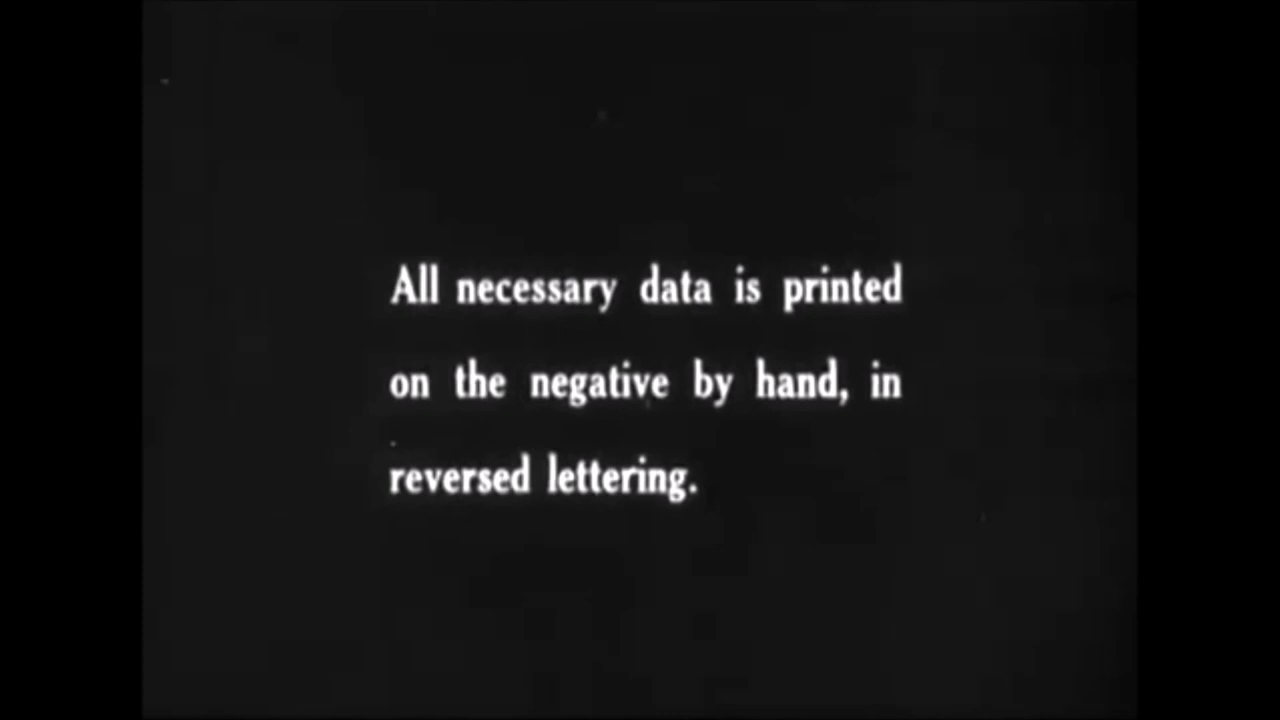 All necessary data is printed
on the negative by hand, in
reversed lettering.